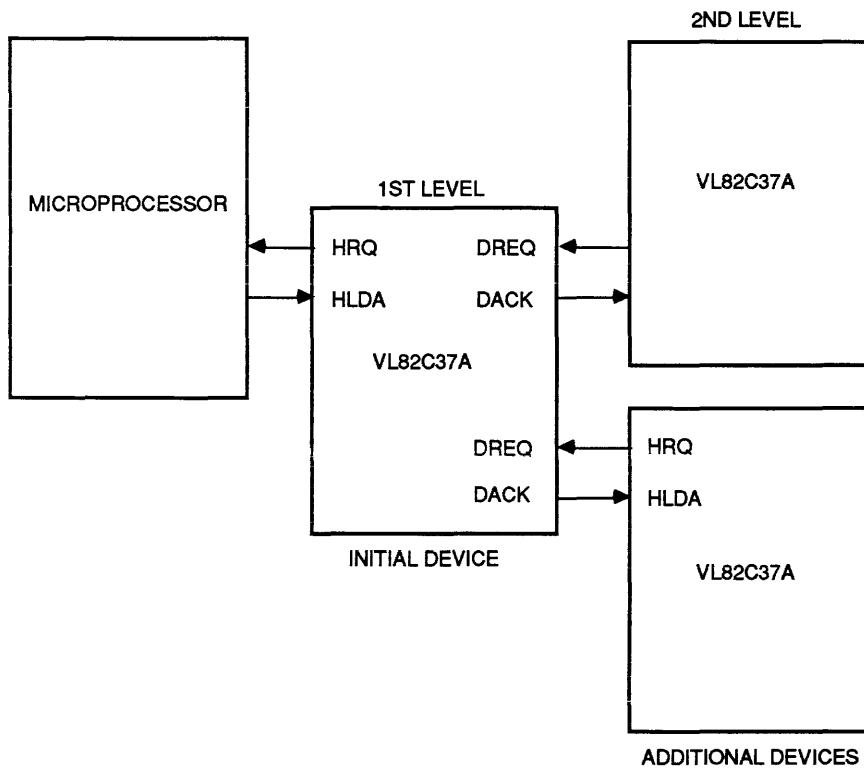 2ND LEVEL
MICROPROCESSOR
VL82C37A
1ST LEVEL
HRQ
DREQ
HLDA
DACK
VL82C37A
DREQ
HRQ
DACK
HLDA
INITIAL DEVICE
VL82C37A
ADDITIONAL DEVICES